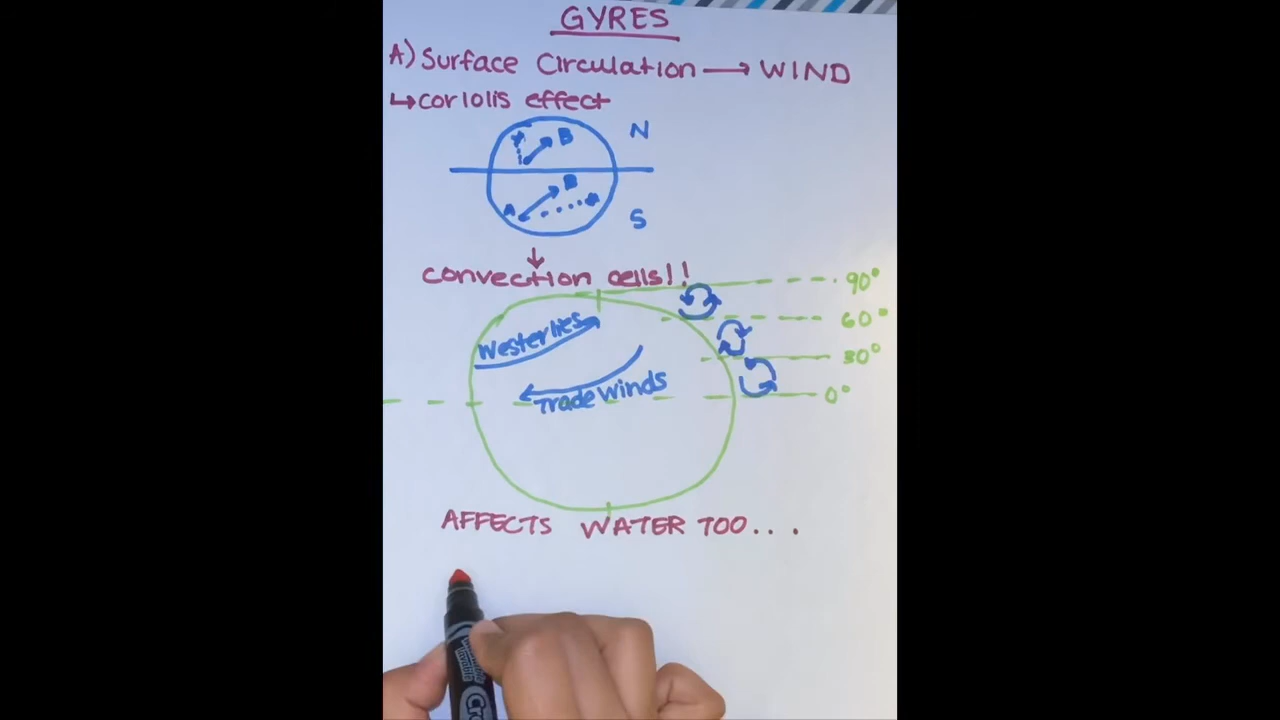 GYRES
A) Surface Circulation → WIND
↳ coriolis effect
B N
B
A S
↓
convection cells!!
90°
60°
Westerlies
30°
Trade Winds
0°
AFFECTS WATER TOO...